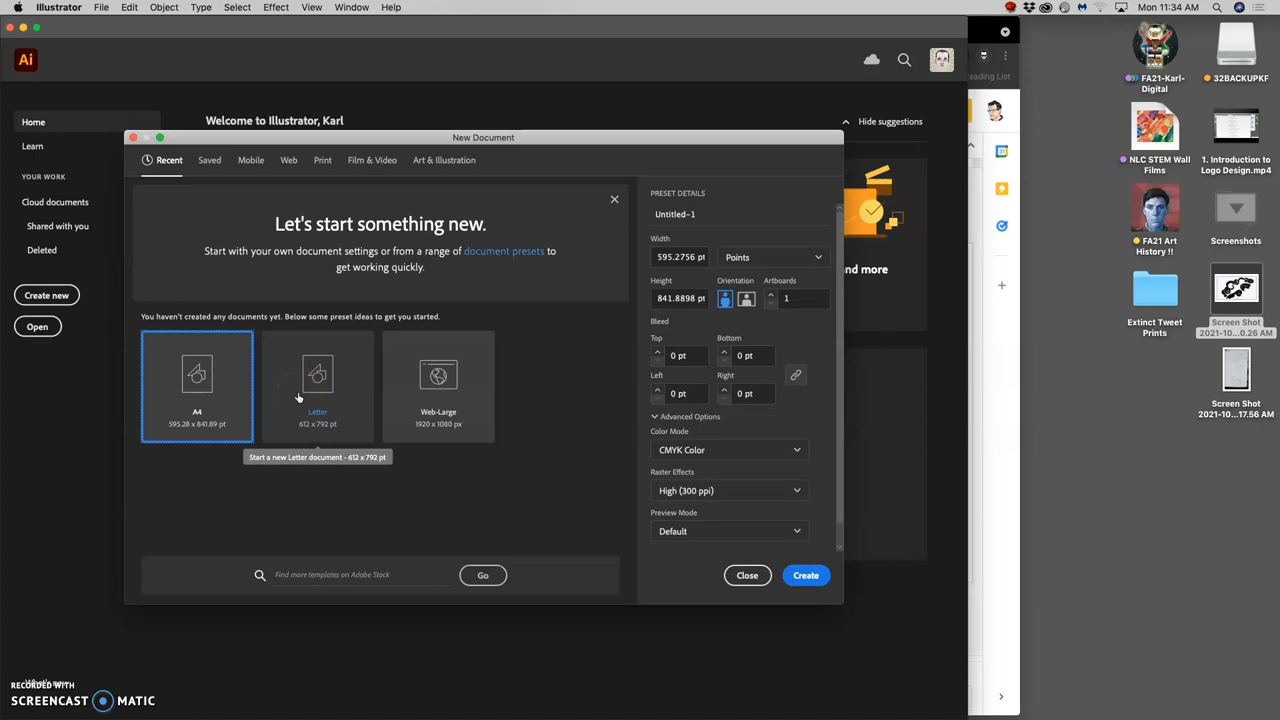 Illustrator File Edit Object Type Select Effect View Window Help
Mon 11:34 AM
Ai
Home
Learn
YOUR WORK
Cloud documents
Shared with you
Deleted
Create new
Open
Welcome to Illustrator, Karl
Hide suggestions
New Document
Recent Saved Mobile Web Print Film & Video Art & Illustration
Let's start something new.
Start with your own document settings or from a range of document presets to
get working quickly.
You haven't created any documents yet. Below some preset ideas to get you started.
A4
595.28 x 841.89 pt
Letter
612 x 792 pt
Web-Large
1920 x 1080 px
Start a new Letter document - 612 x 792 pt
Find more templates on Adobe Stock
Go
PRESET DETAILS
Untitled-1
Width
595.2756 pt
Points
Height Orientation Artboards
841.8898 pt
1
Bleed
Top Bottom
0 pt 0 pt
Left Right
0 pt 0 pt
Advanced Options
Color Mode
CMYK Color
Raster Effects
High (300 ppi)
Preview Mode
Default
Close
Create
and more
eading List
31
FA21-Karl-
Digital
32BACKUPKF
NLC STEM Wall
Films
1. Introduction to
Logo Design.mp4
FA21 Art
History !!
Screenshots
Extinct Tweet
Prints
Screen Shot
2021-10...0.26 AM
Screen Shot
2021-10...17.56 AM
RECORDED WITH
SCREENCAST MATIC